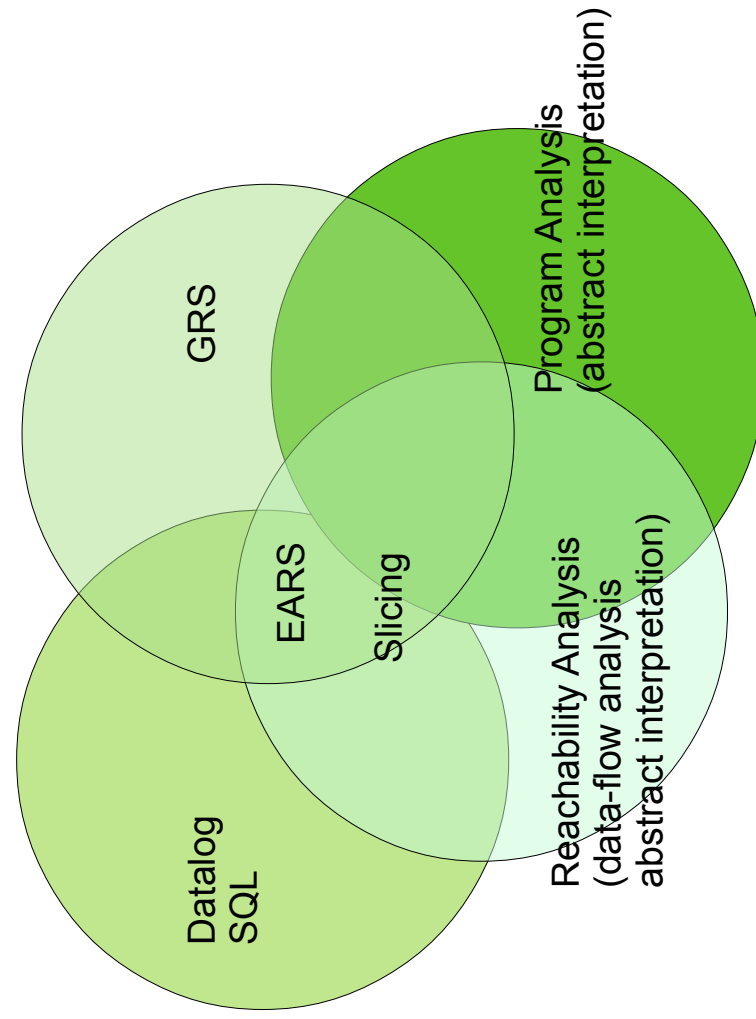 Datalog
SQL
GRS
EARS
Slicing
Reachability Analysis
(data-flow analysis
abstract interpretation)
Program Analysis
(abstract interpretation)